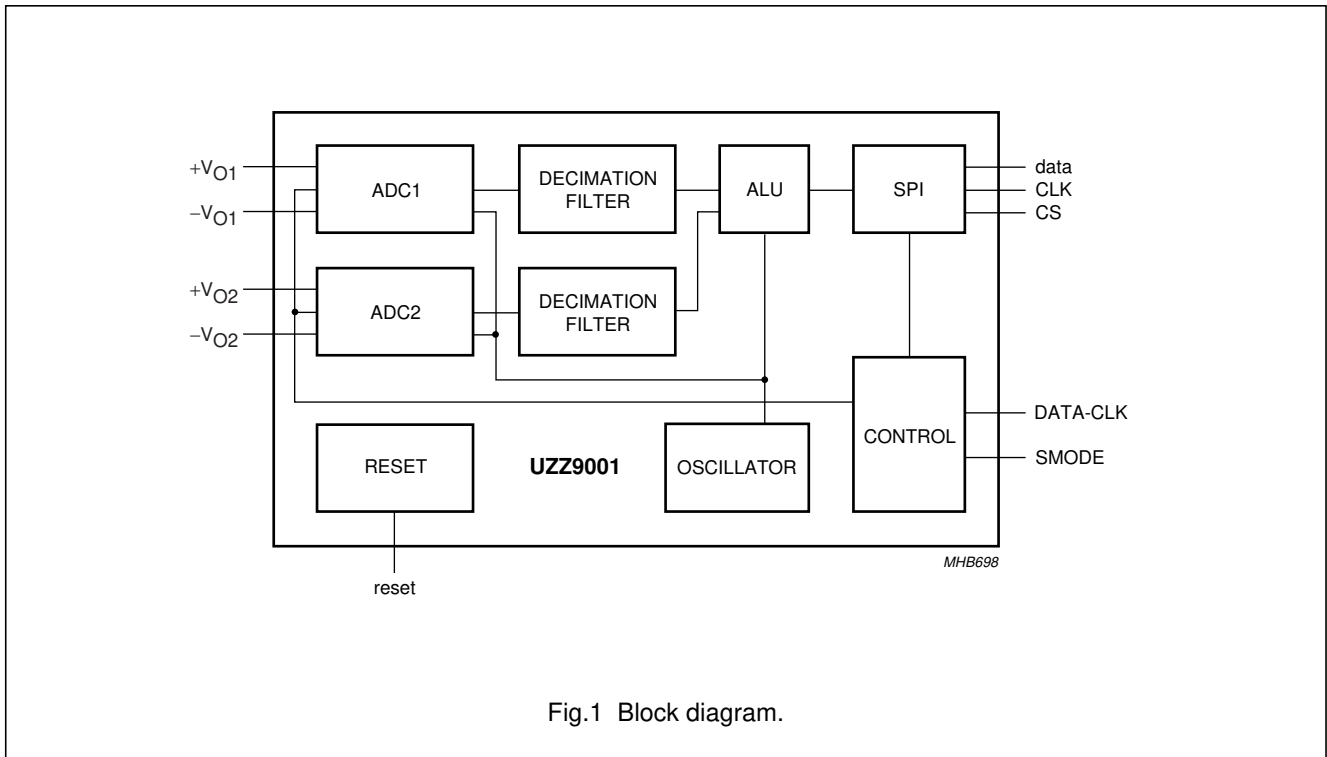 +VO1
−VO1
+VO2
−VO2
ADC1
DECIMATION
FILTER
ALU
SPI
data
CLK
CS
ADC2
DECIMATION
FILTER
RESET
UZZ9001
OSCILLATOR
CONTROL
DATA-CLK
SMODE
MHB698
reset
Fig.1 Block diagram.